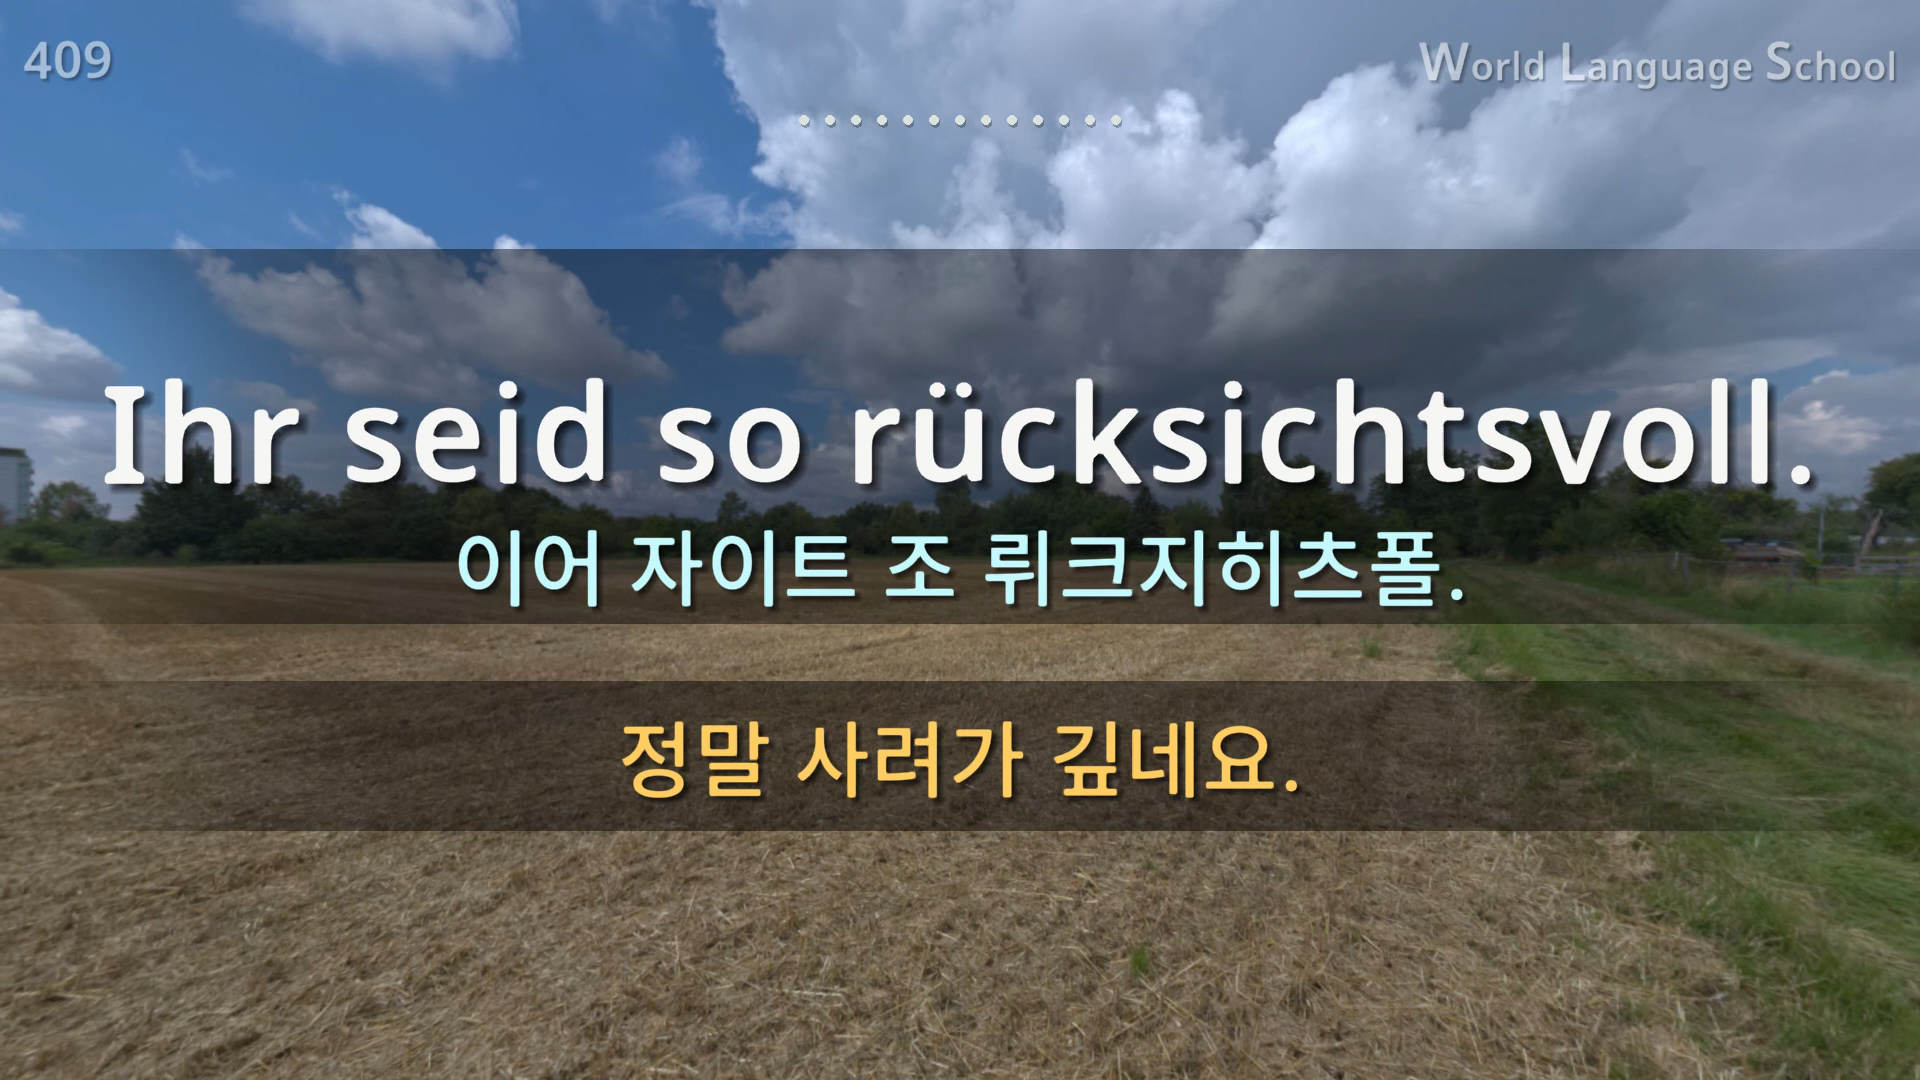 409
World Language School
Ihr seid so rücksichtsvoll.
이어 자이트 조 뤼크지히츠폴.
정말 사려가 깊네요.